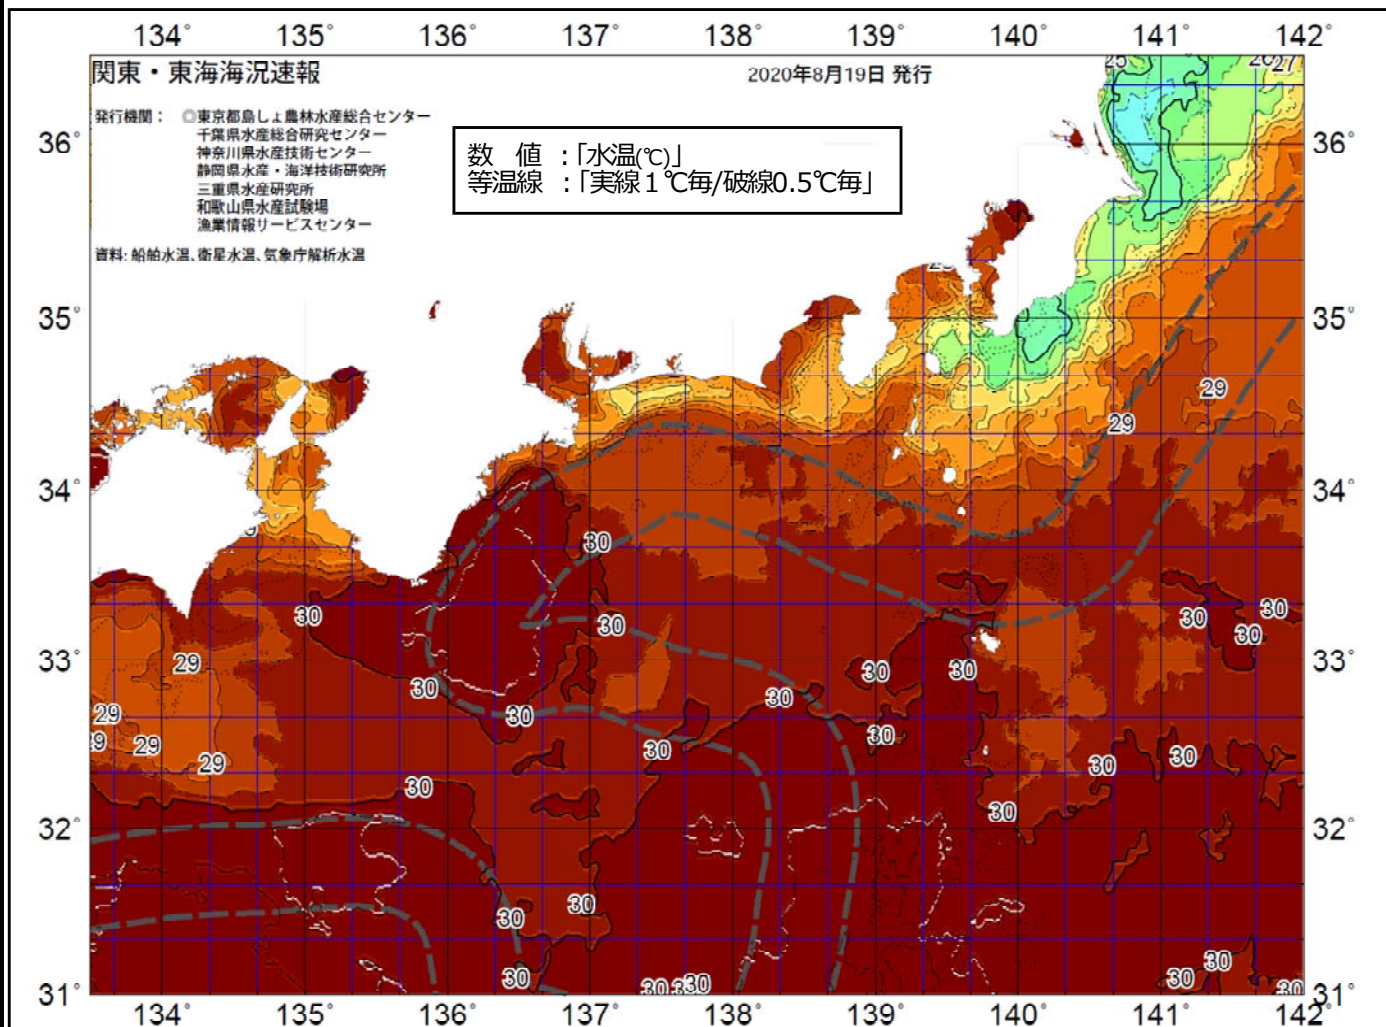 134° 135° 136° 137° 138° 139° 140° 141° 142°
関東・東海海況速報
2020年8月19日 発行
発行機関： ◎東京都島しょ農林水産総合センター
千葉県水産総合研究センター
神奈川県水産技術センター
静岡県水産・海洋技術研究所
三重県水産研究所
和歌山県水産試験場
漁業情報サービスセンター
資料: 船舶水温、衛星水温、気象庁解析水温
数 値 ：「水温(℃)」
等温線 ：「実線１℃毎/破線0.5℃毎」
25 27
36° 36°
35° 35°
29
29
34° 34°
30
30 30 30 30
30
33° 29 30 30 33°
30 30
29 30
29 30 30
29 30 30
30
30 32°
32°
30
30
30
30 30 30
31° 31°
134° 135° 136° 137° 138° 139° 140° 141° 142°